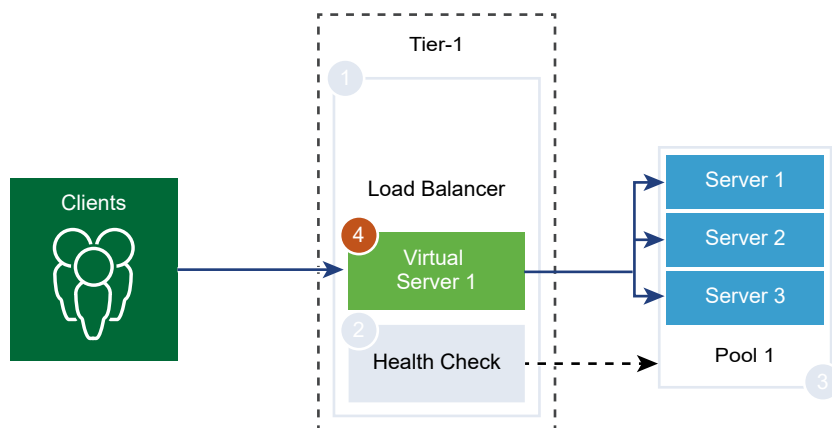 Tier-1
1
Load Balancer
Clients
4
Virtual
Server 1
2
Health Check
Server 1
Server 2
Server 3
Pool 1
3